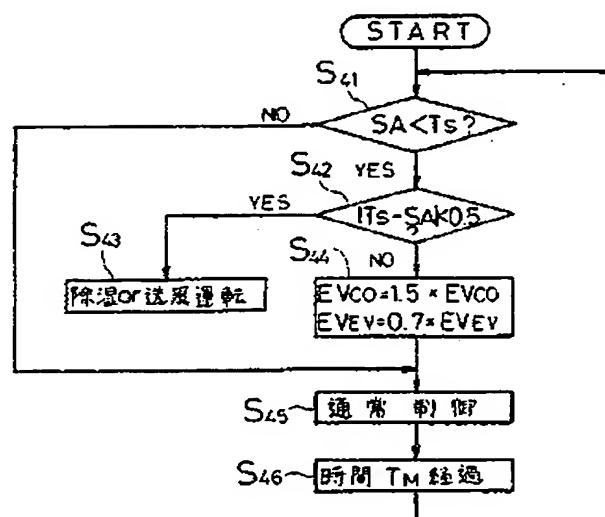 START
S41
SA<Ts?
NO
YES
S42
|Ts-SA|<0.5
?
YES
NO
S43
除湿or送風運転
S44
EVCO=1.5*EVCO
EVEV=0.7*EVEV
S45
通常制御
S46
時間 TM 経過